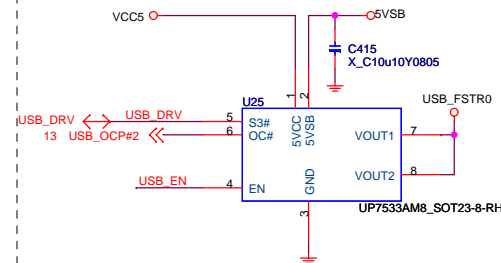 VCC5
5VSB
C415
X_C10u10Y0805
U25
1
2
5VCC
5VSB
USB_FSTR0
USB_DRV
USB_DRV
5
S3#
13
USB_OCP#2
6
OC#
VOUT1
7
USB_EN
4
EN
VOUT2
8
GND
3
UP7533AM8_SOT23-8-RH